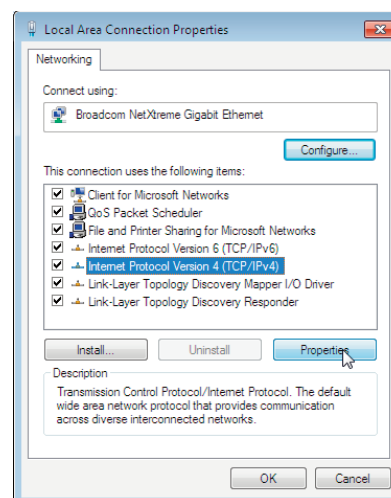 Local Area Connection Properties
Networking
Connect using:
Broadcom NetXtreme Gigabit Ethernet
Configure...
This connection uses the following items:
Client for Microsoft Networks
QoS Packet Scheduler
File and Printer Sharing for Microsoft Networks
Internet Protocol Version 6 (TCP/IPv6)
Internet Protocol Version 4 (TCP/IPv4)
Link-Layer Topology Discovery Mapper I/O Driver
Link-Layer Topology Discovery Responder
Install... Uninstall Properties
Description
Transmission Control Protocol/Internet Protocol. The default
wide area network protocol that provides communication
across diverse interconnected networks.
OK Cancel